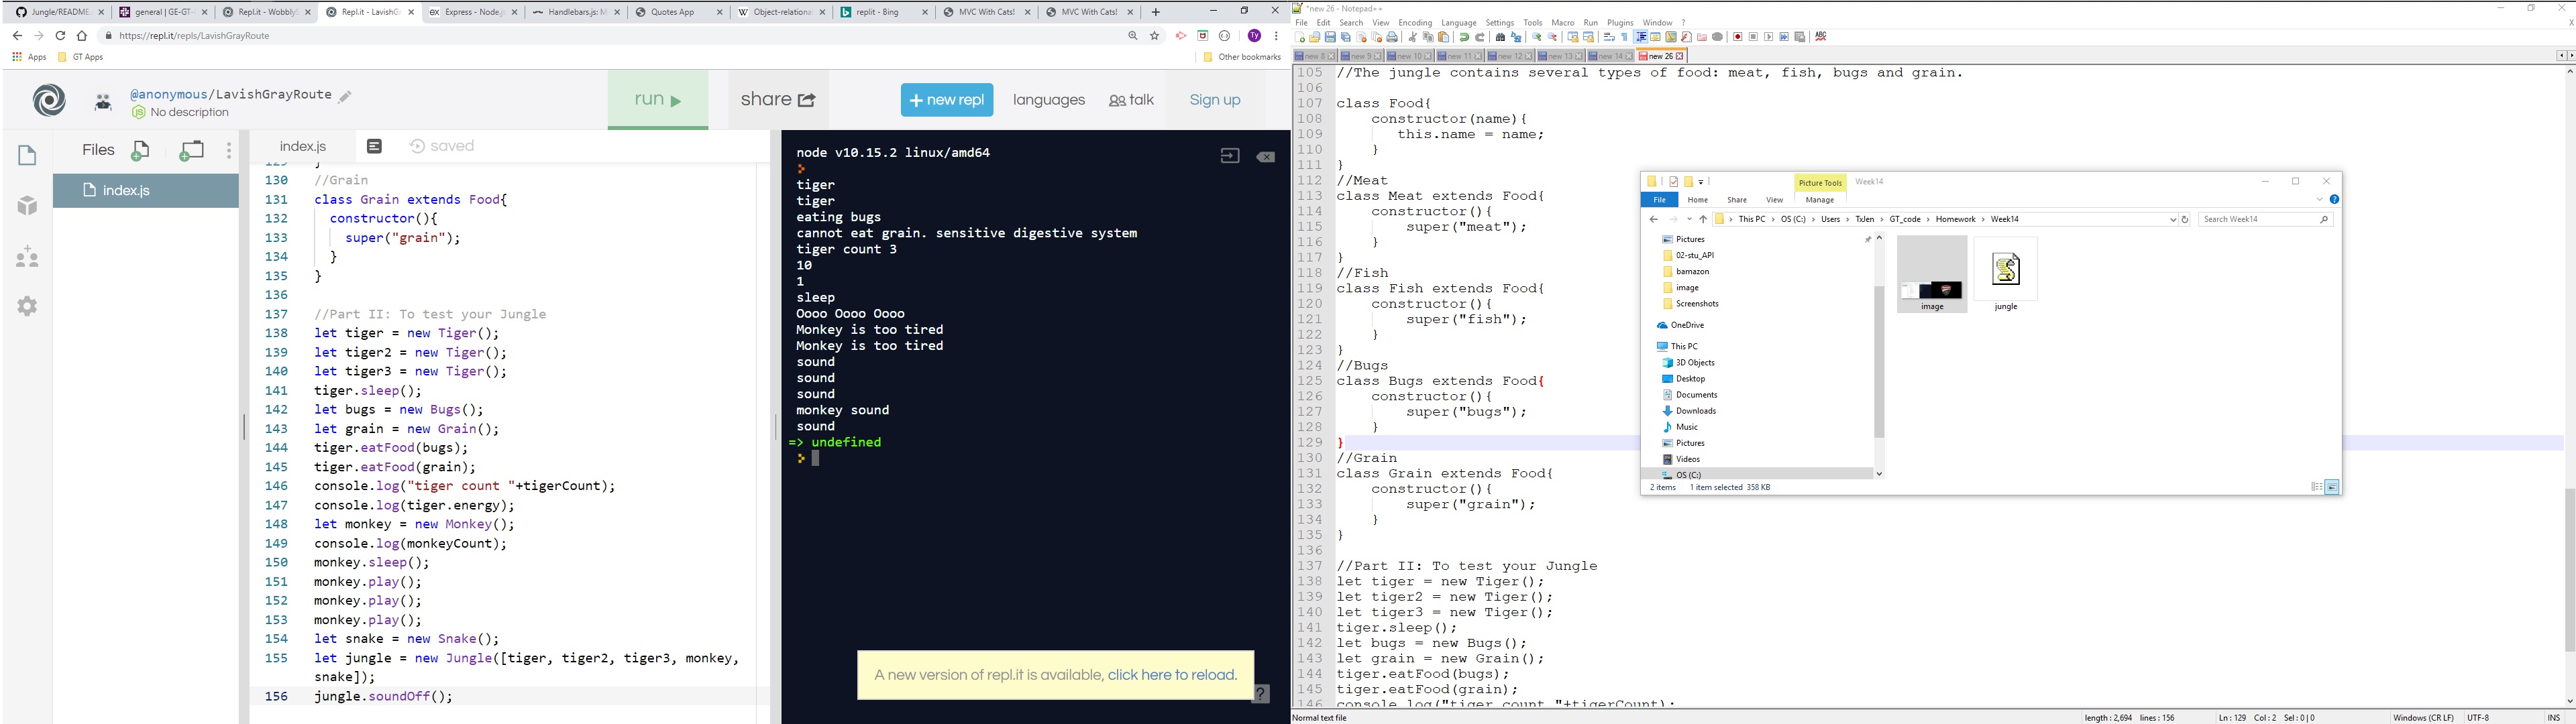 Jungle/README. general | GE-GT- Repl.it - Wobbly Repl.it - LavishG Express - Node. Handlebars.js: M Quotes App Object-relationa replit - Bing MVC With Cats! MVC With Cats!
https://repl.it/repls/LavishGrayRoute
Apps GT Apps Other bookmarks
@anonymous/LavishGrayRoute
No description
run share + new repl languages talk Sign up
Files
index.js
index.js saved
130 //Grain
131 class Grain extends Food{
132 constructor(){
133 super("grain");
134 }
135 }
136
137 //Part II: To test your Jungle
138 let tiger = new Tiger();
139 let tiger2 = new Tiger();
140 let tiger3 = new Tiger();
141 tiger.sleep();
142 let bugs = new Bugs();
143 let grain = new Grain();
144 tiger.eatFood(bugs);
145 tiger.eatFood(grain);
146 console.log("tiger count "+tigerCount);
147 console.log(tiger.energy);
148 let monkey = new Monkey();
149 console.log(monkeyCount);
150 monkey.sleep();
151 monkey.play();
152 monkey.play();
153 monkey.play();
154 let snake = new Snake();
155 let jungle = new Jungle([tiger, tiger2, tiger3, monkey,
snake]);
156 jungle.soundOff();
node v10.15.2 linux/amd64
tiger
tiger
eating bugs
cannot eat grain. sensitive digestive system
tiger count 3
10
1
sleep
Oooo Oooo Oooo
Monkey is too tired
Monkey is too tired
sound
sound
sound
monkey sound
sound
=> undefined
A new version of repl.it is available, click here to reload.
?
*new 26 - Notepad++
File Edit Search View Encoding Language Settings Tools Macro Run Plugins Window ?
new 8 new 9 new 10 new 11 new 12 new 13 new 14 new 26
105 //The jungle contains several types of food: meat, fish, bugs and grain.
106
107 class Food{
108 constructor(name){
109 this.name = name;
110 }
111 }
112 //Meat
113 class Meat extends Food{
114 constructor(){
115 super("meat");
116 }
117 }
118 //Fish
119 class Fish extends Food{
120 constructor(){
121 super("fish");
122 }
123 }
124 //Bugs
125 class Bugs extends Food{
126 constructor(){
127 super("bugs");
128 }
129 }
130 //Grain
131 class Grain extends Food{
132 constructor(){
133 super("grain");
134 }
135 }
136
137 //Part II: To test your Jungle
138 let tiger = new Tiger();
139 let tiger2 = new Tiger();
140 let tiger3 = new Tiger();
141 tiger.sleep();
142 let bugs = new Bugs();
143 let grain = new Grain();
144 tiger.eatFood(bugs);
145 tiger.eatFood(grain);
146 console.log("tiger count "+tigerCount);
Picture Tools Week14
File Home Share View Manage
This PC > OS (C:) > Users > TxJen > GT_code > Homework > Week14
Search Week14
Pictures
02-stu_API
bamazon
image
Screenshots
OneDrive
This PC
3D Objects
Desktop
Documents
Downloads
Music
Pictures
Videos
OS (C:)
image
jungle
2 items 1 item selected 358 KB
Normal text file length : 2,694 lines : 156 Ln : 129 Col : 2 Sel : 0 | 0 Windows (CR LF) UTF-8 INS